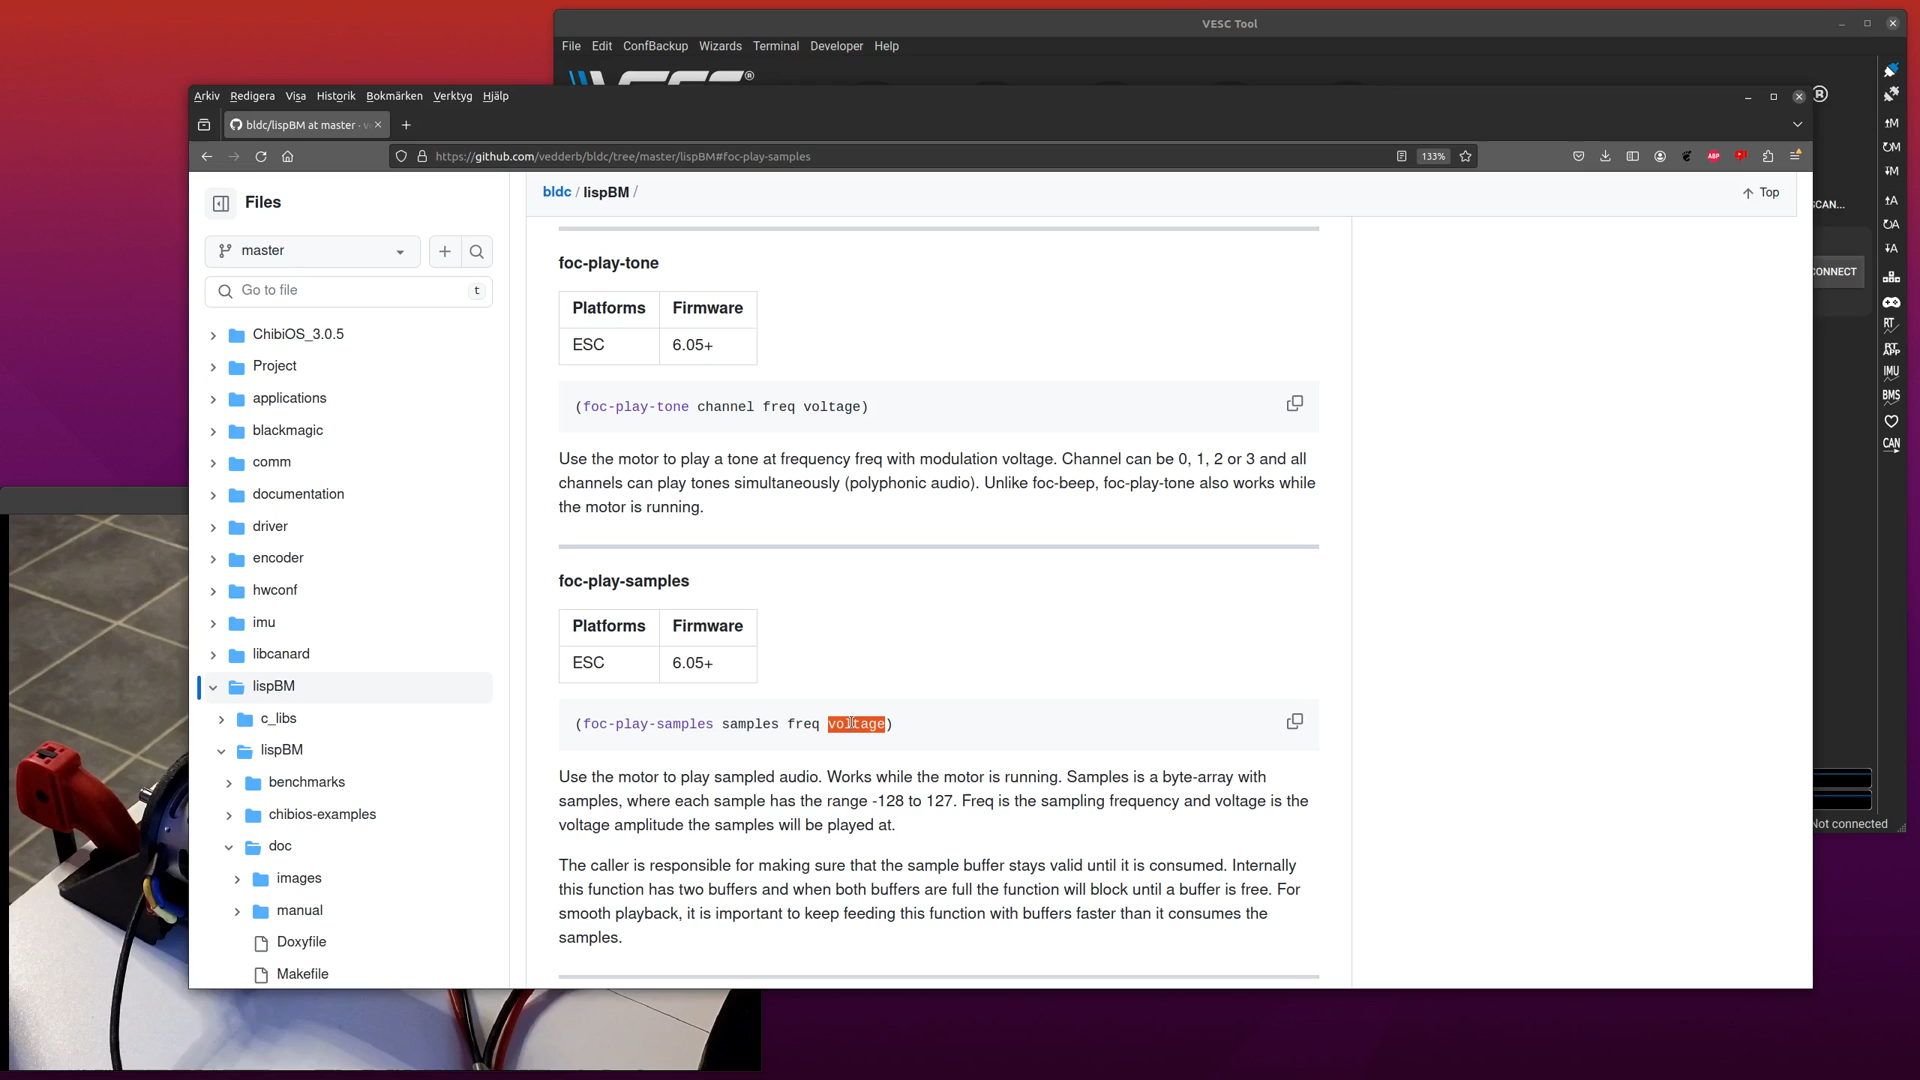 VESC Tool
File Edit ConfBackup Wizards Terminal Developer Help
Arkiv Redigera Visa Historik Bokmärken Verktyg Hjälp
bldc/lispBM at master · v
https://github.com/vedderb/bldc/tree/master/lispBM#foc-play-samples
133%
ABP
Files
master
Go to file
t
ChibiOS_3.0.5
Project
applications
blackmagic
comm
documentation
driver
encoder
hwconf
imu
libcanard
lispBM
c_libs
lispBM
benchmarks
chibios-examples
doc
images
manual
Doxyfile
Makefile
bldc / lispBM /
Top
foc-play-tone
Platforms Firmware
ESC 6.05+
(foc-play-tone channel freq voltage)
Use the motor to play a tone at frequency freq with modulation voltage. Channel can be 0, 1, 2 or 3 and all
channels can play tones simultaneously (polyphonic audio). Unlike foc-beep, foc-play-tone also works while
the motor is running.
foc-play-samples
Platforms Firmware
ESC 6.05+
(foc-play-samples samples freq voltage)
Use the motor to play sampled audio. Works while the motor is running. Samples is a byte-array with
samples, where each sample has the range -128 to 127. Freq is the sampling frequency and voltage is the
voltage amplitude the samples will be played at.
The caller is responsible for making sure that the sample buffer stays valid until it is consumed. Internally
this function has two buffers and when both buffers are full the function will block until a buffer is free. For
smooth playback, it is important to keep feeding this function with buffers faster than it consumes the
samples.
®
®
SCAN...
CONNECT
Not connected
M
M
M
A
A
A
RT
RT
APP
IMU
BMS
CAN